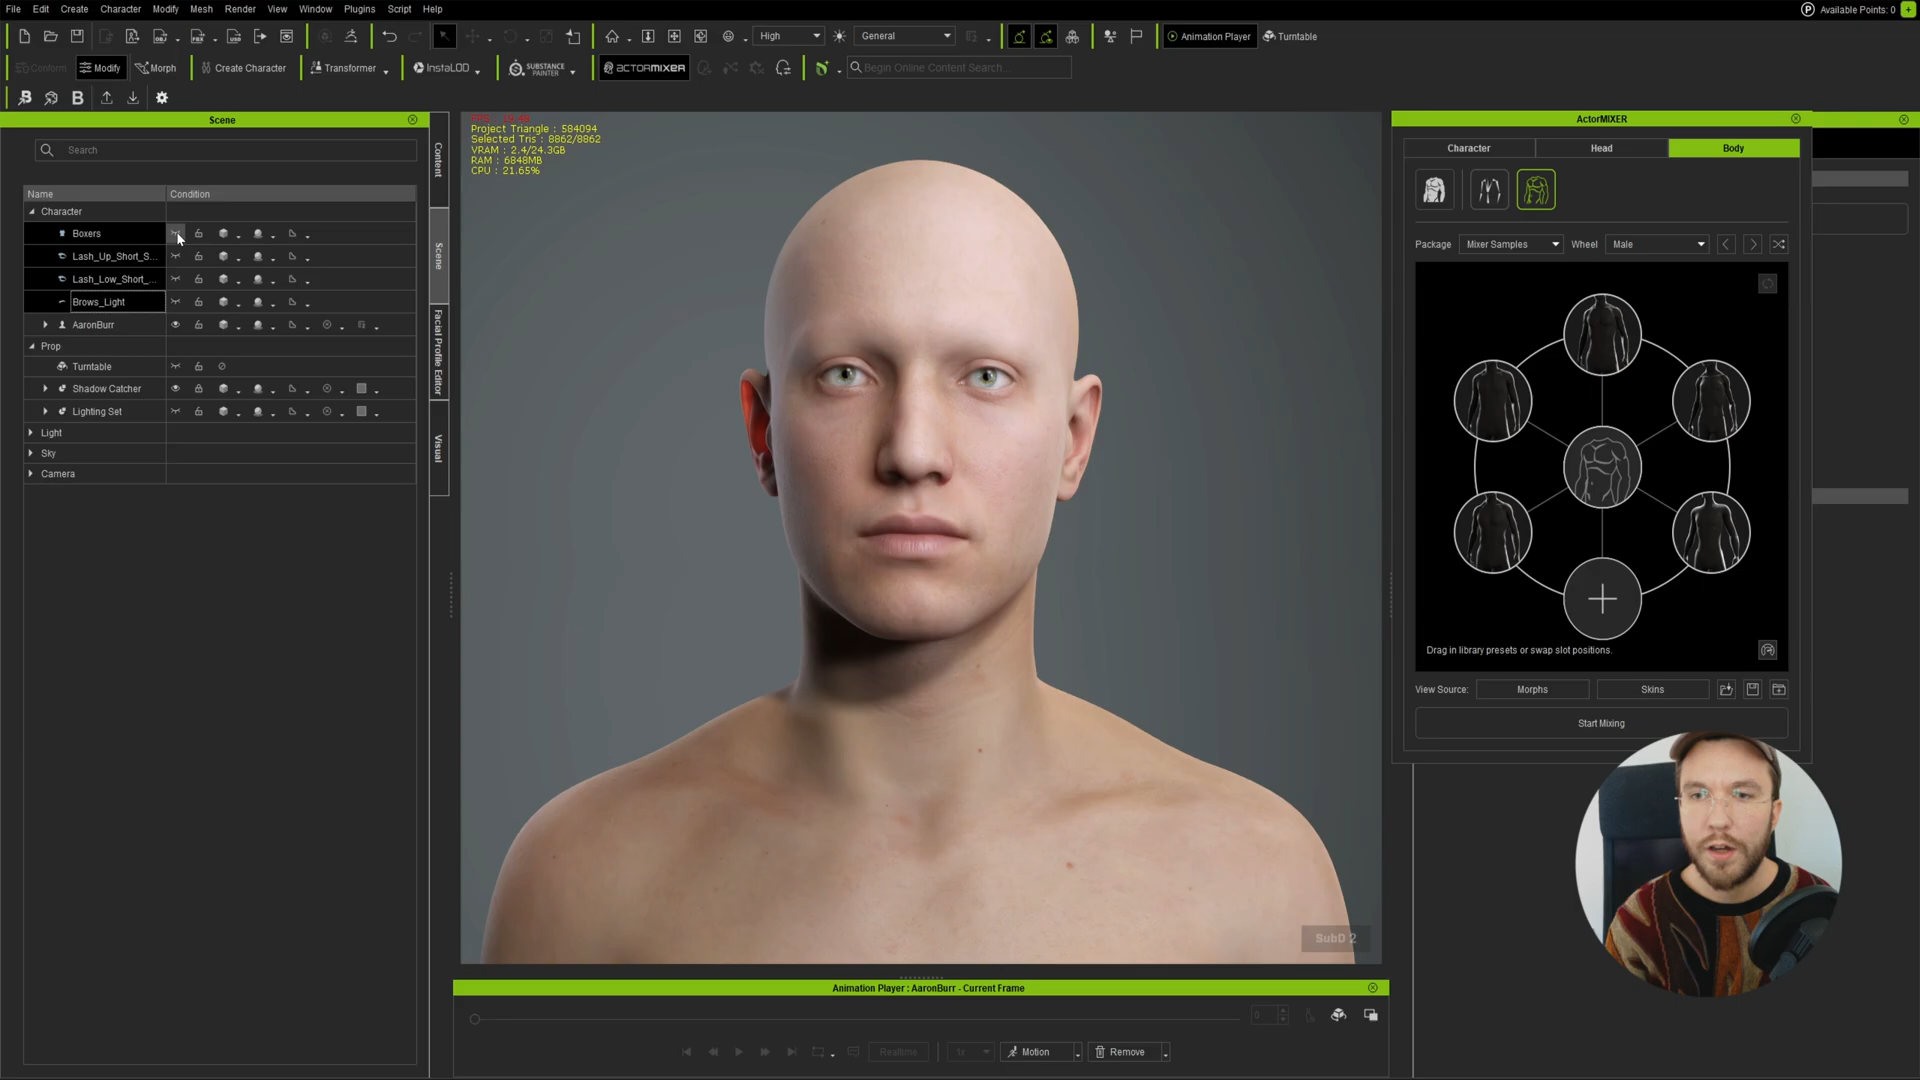 File Edit Create Character Modify Mesh Render View Window Plugins Script Help
P Available Points: 0 +
High General Animation Player Turntable
Conform Modify Morph Create Character Transformer InstaLOD SUBSTANCE PAINTER ACTORMIXER Begin Online Content Search...
B
Scene
Search
Name Condition
Character
Boxers
Lash_Up_Short_S...
Lash_Low_Short_...
Brows_Light
AaronBurr
Prop
Turntable
Shadow Catcher
Lighting Set
Light
Sky
Camera
Content
Scene
Facial Profile Editor
Visual
Project Triangle : 584094
Selected Tris : 8862/8862
VRAM : 2.4/24.3GB
RAM : 6848MB
CPU : 21.65%
SubD 2
ActorMIXER
Character Head Body
Package Mixer Samples Wheel Male
Drag in library presets or swap slot positions.
View Source: Morphs Skins
Start Mixing
Animation Player : AaronBurr - Current Frame
0
Realtime 1x Motion Remove